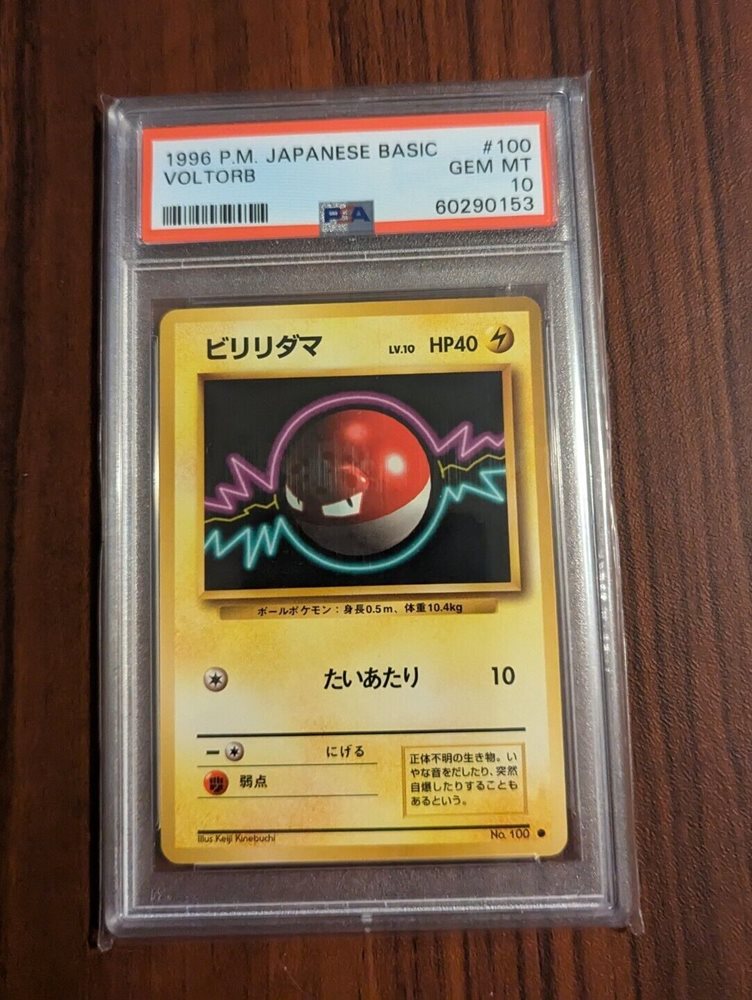 1996 P.M. JAPANESE BASIC #100
VOLTORB GEM MT
10
PSA 60290153
ビリリダマ LV.10 HP40
ボールポケモン：身長0.5m、体重10.4kg
たいあたり 10
にげる
弱点
正体不明の生き物。い
やな音をだしたり、突然
自爆したりすることも
あるという。
Illus. Keiji Kinebuchi No. 100